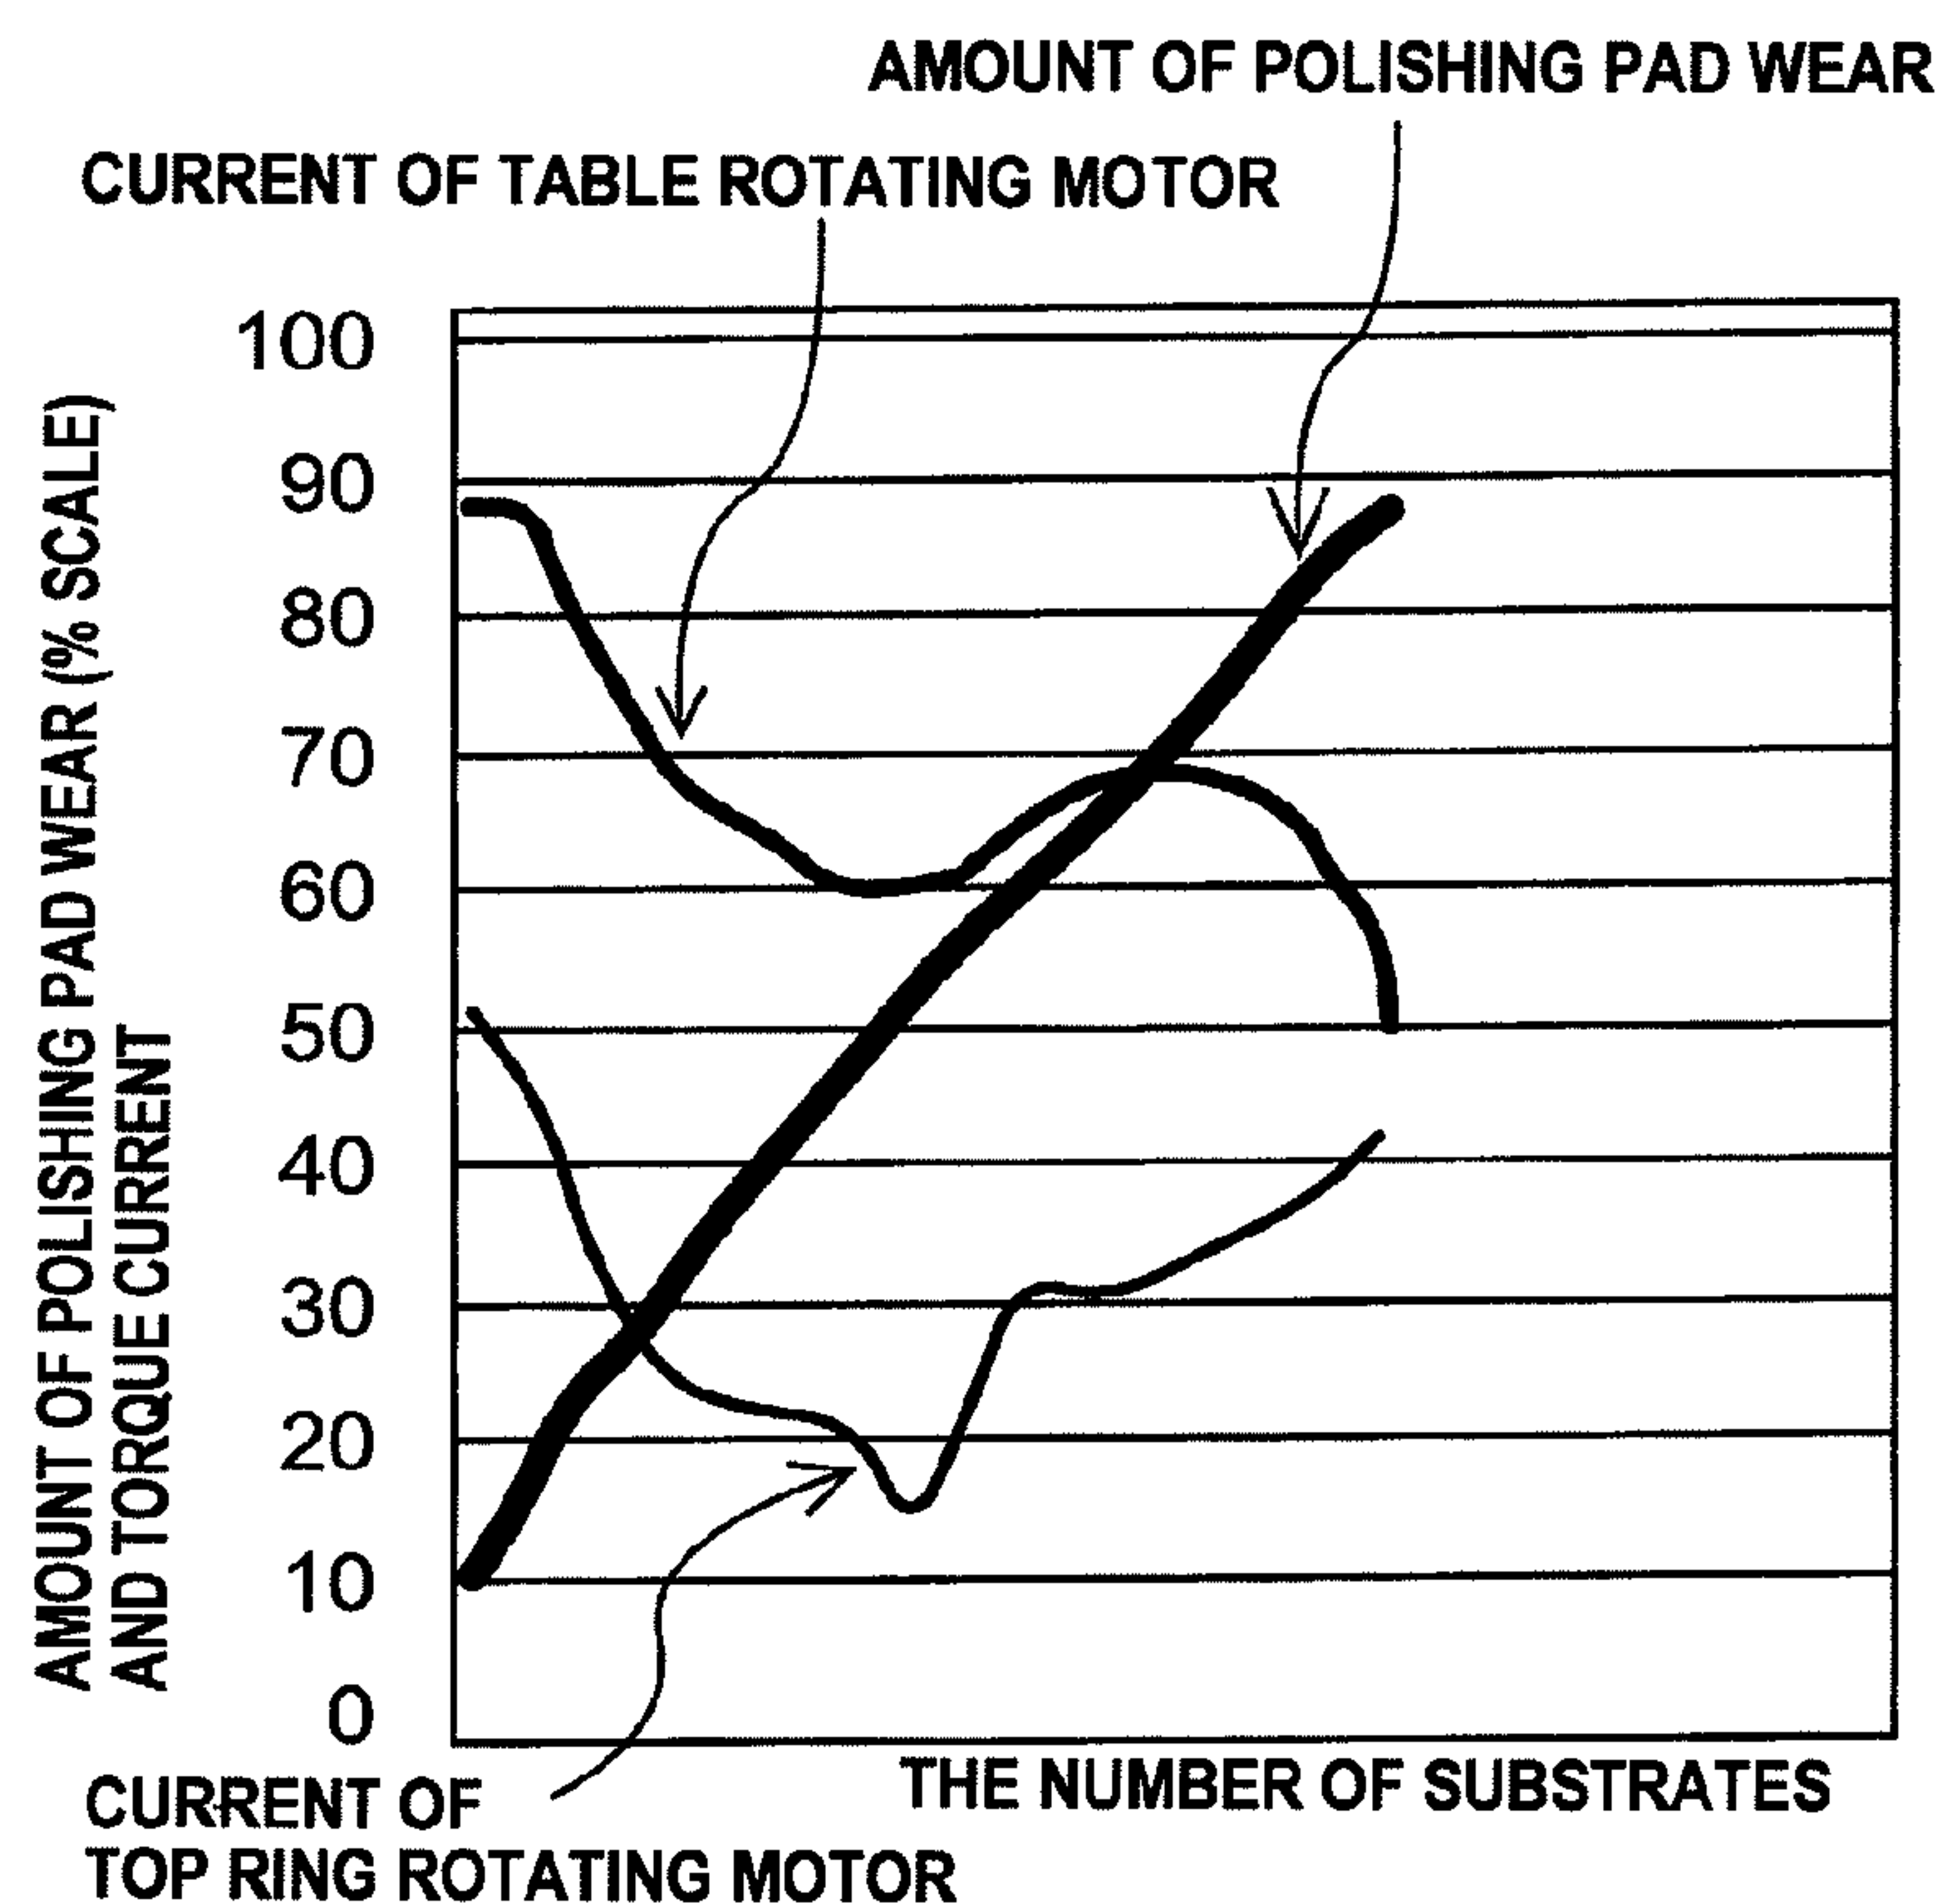 AMOUNT OF POLISHING PAD WEAR
CURRENT OF TABLE ROTATING MOTOR
AMOUNT OF POLISHING PAD WEAR (% SCALE)
AND TORQUE CURRENT
100
90
80
70
60
50
40
30
20
10
0
THE NUMBER OF SUBSTRATES
CURRENT OF
TOP RING ROTATING MOTOR